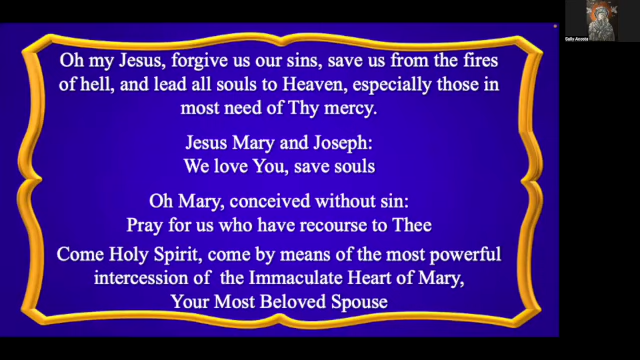 Oh my Jesus, forgive us our sins, save us from the fires
of hell, and lead all souls to Heaven, especially those in
most need of Thy mercy.
Jesus Mary and Joseph:
We love You, save souls
Oh Mary, conceived without sin:
Pray for us who have recourse to Thee
Come Holy Spirit, come by means of the most powerful
intercession of the Immaculate Heart of Mary,
Your Most Beloved Spouse
Sally Acosta